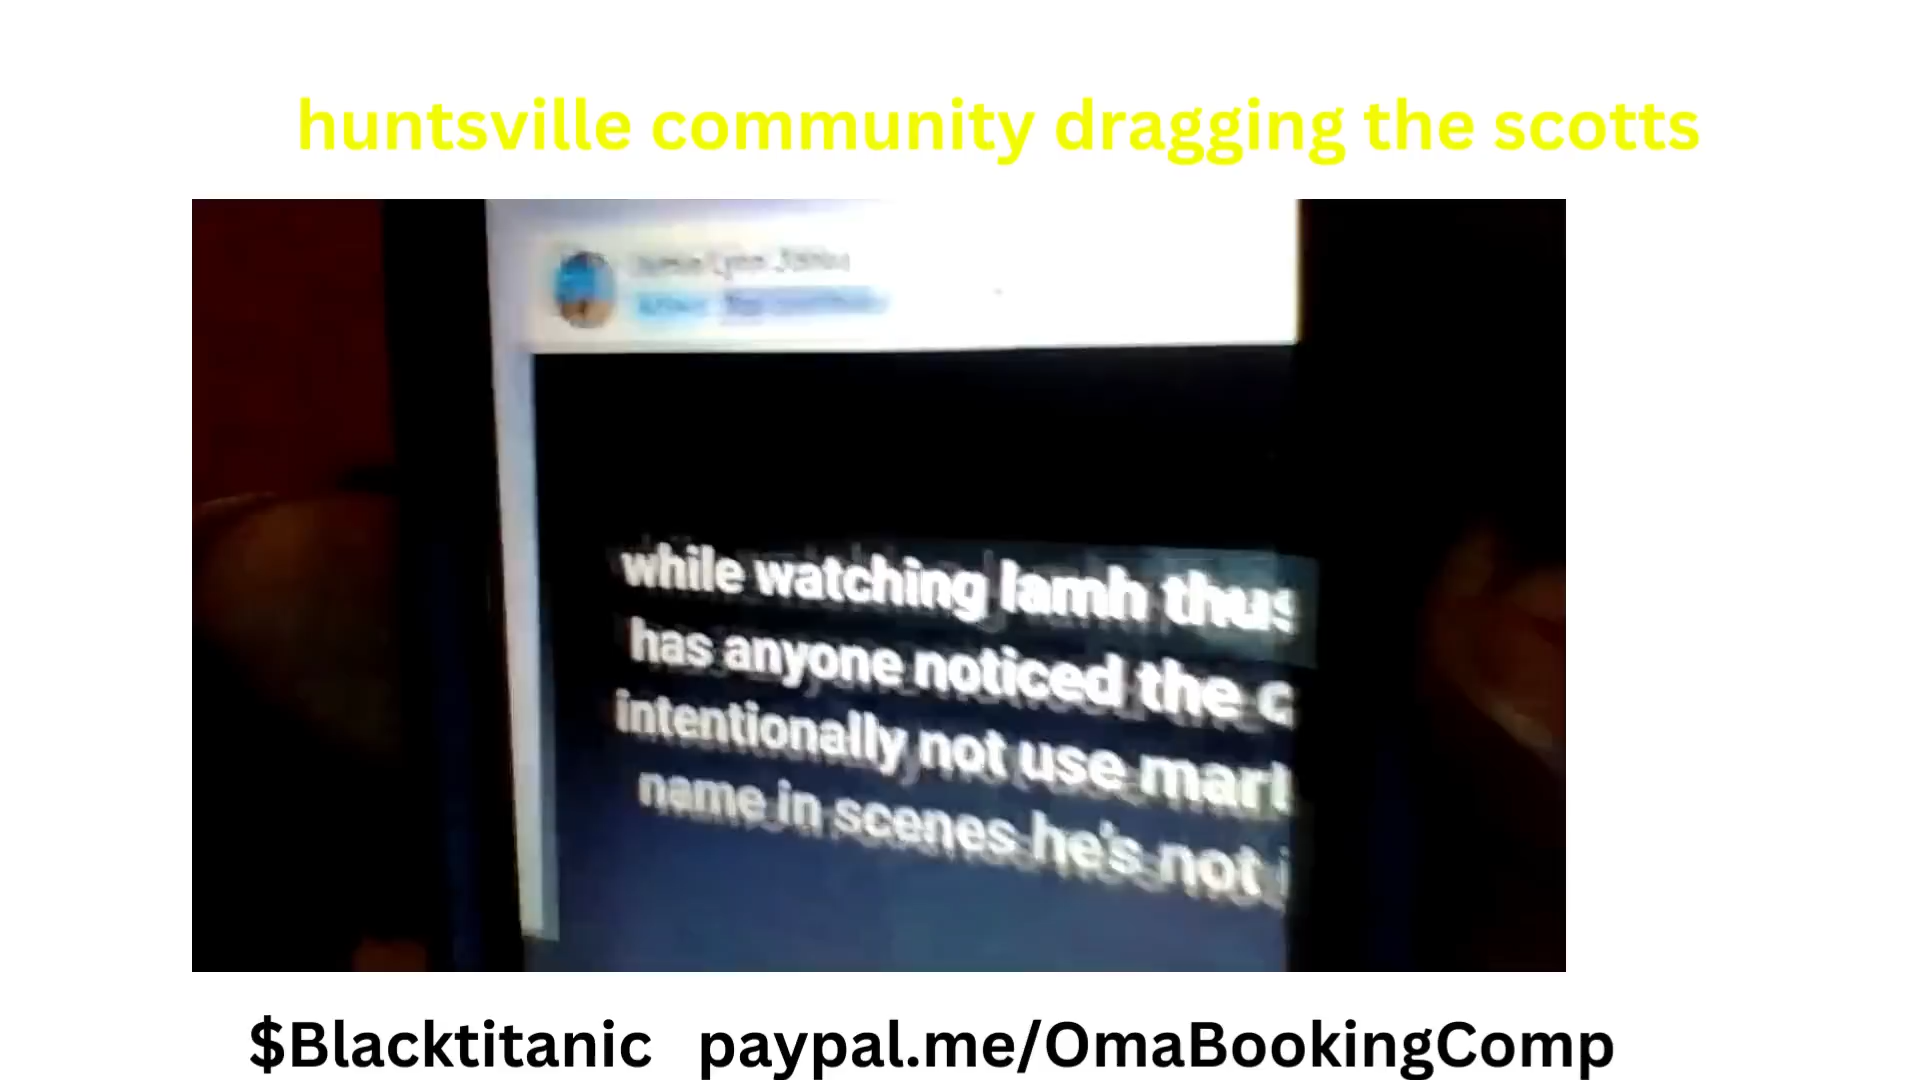 huntsville community dragging the scotts
while watching lamh thus
has anyone noticed the c
intentionally not use mar
name in scenes he's not i
$Blacktitanic paypal.me/OmaBookingComp